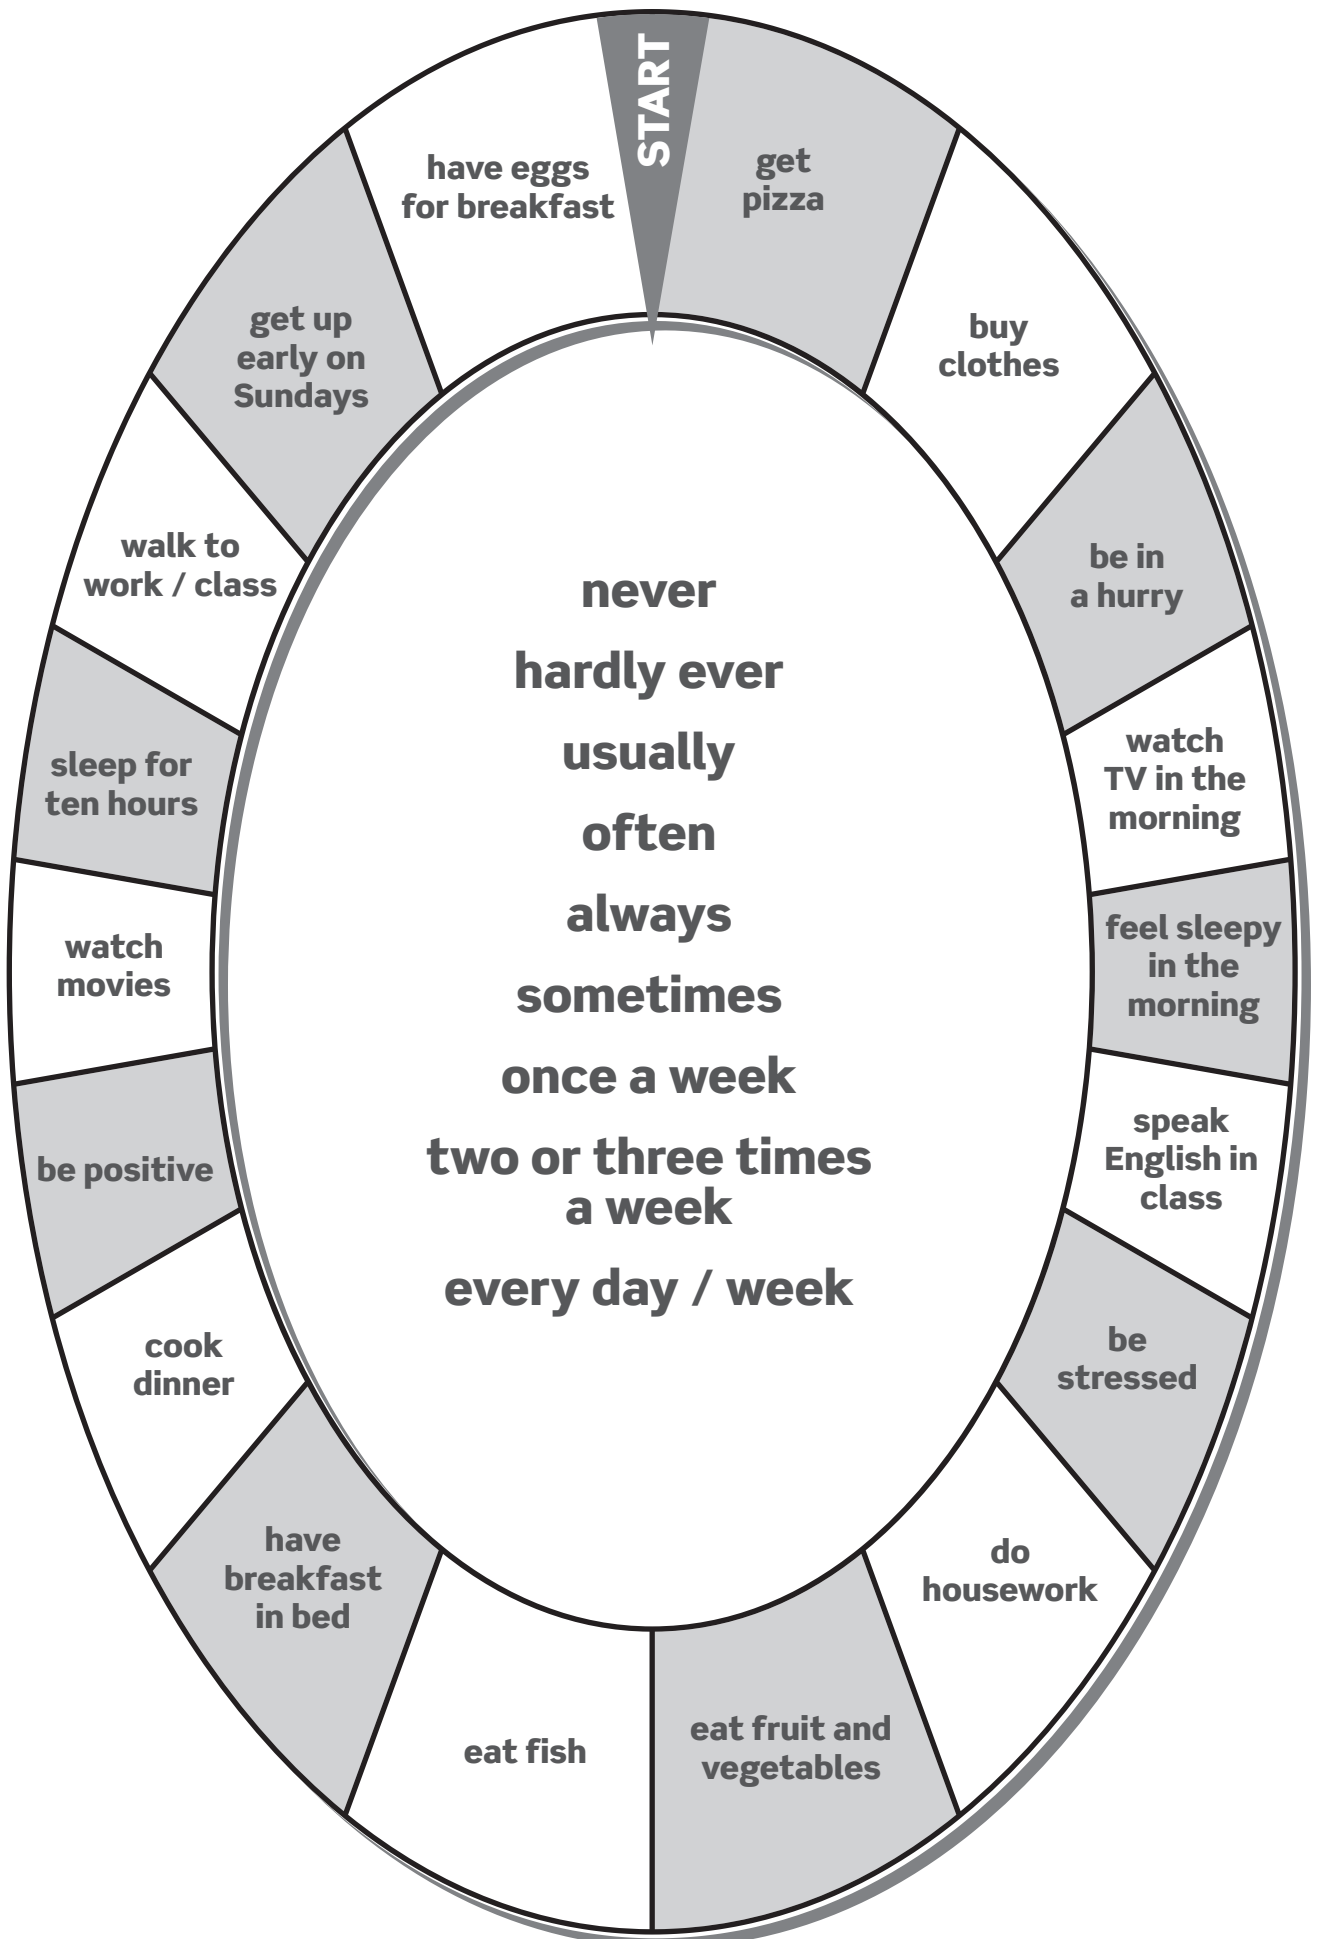 START
get
pizza
buy
clothes
be in
a hurry
watch
TV in the
morning
feel sleepy
in the
morning
speak
English in
class
be
stressed
do
housework
eat fruit and
vegetables
eat fish
have
breakfast
in bed
cook
dinner
be positive
watch
movies
sleep for
ten hours
walk to
work / class
get up
early on
Sundays
have eggs
for breakfast
never
hardly ever
usually
often
always
sometimes
once a week
two or three times
a week
every day / week